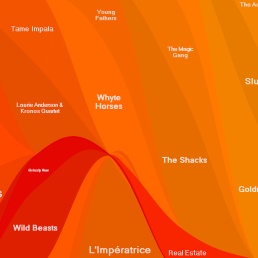 The A
Young
Fathers
Tame Impala
The Magic
Gang
Slu
Whyte
Horses
Laurie Anderson &
Kronos Quartet
The Shacks
Grizzly Bear
Gold
s
Wild Beasts
L'Impératrice
Real Estate